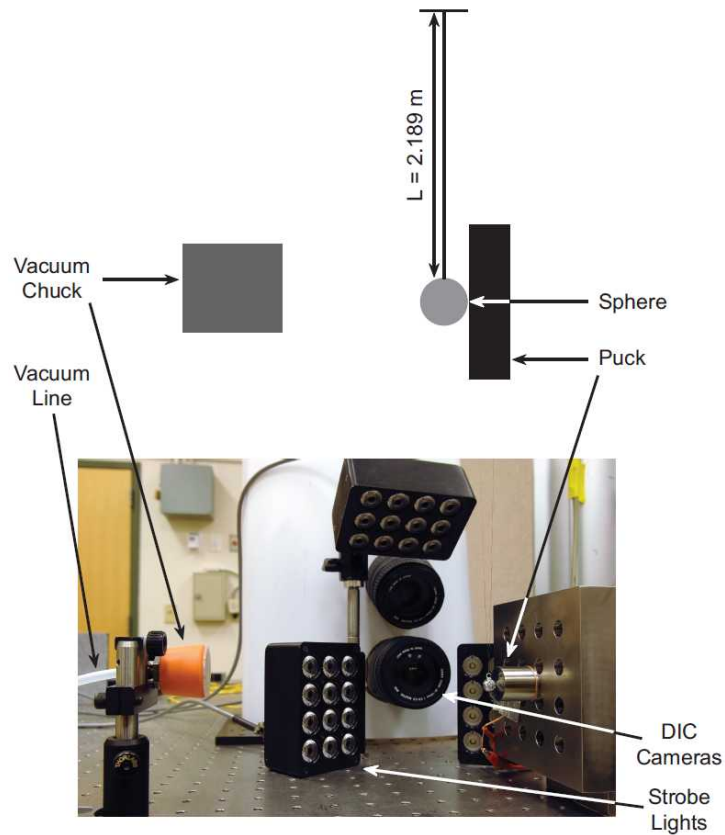 L = 2.189 m
Vacuum
Chuck
Sphere
Puck
Vacuum
Line
DIC
Cameras
Strobe
Lights